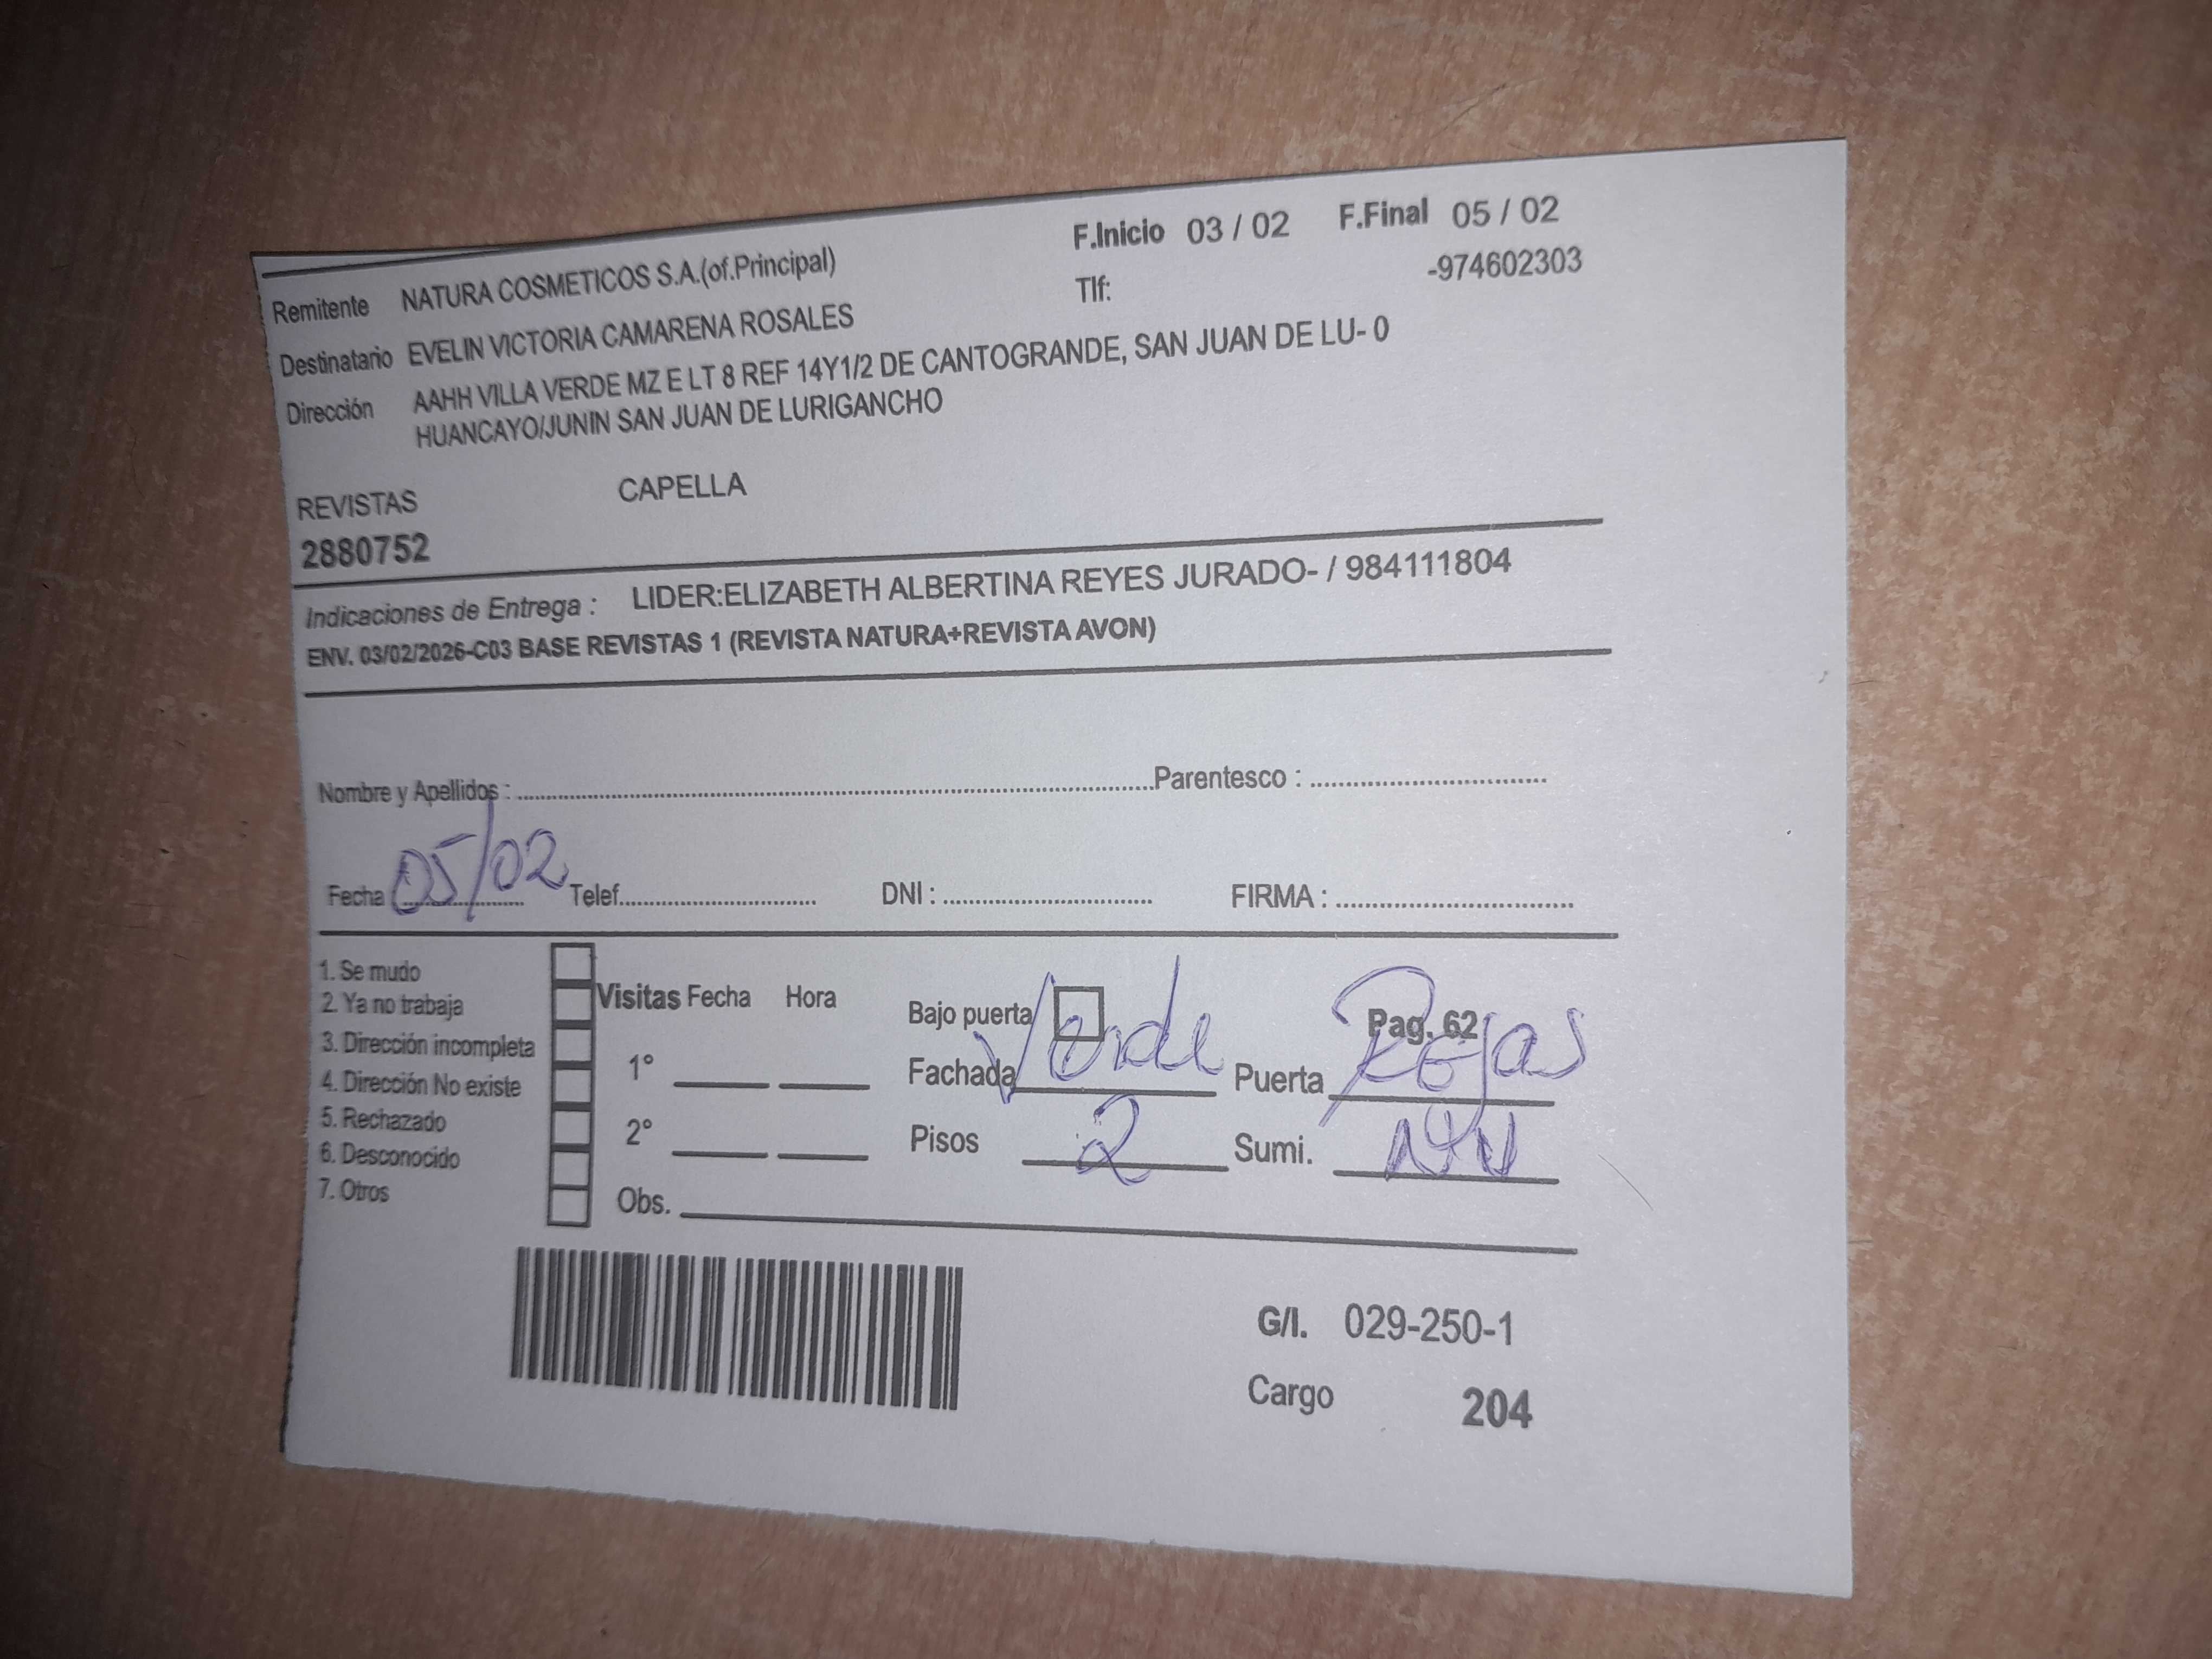 F.Inicio 03 / 02 F.Final 05 / 02
Remitente NATURA COSMETICOS S.A.(of.Principal) Tlf: -974602303
Destinatario EVELIN VICTORIA CAMARENA ROSALES
Dirección AAHH VILLA VERDE MZ E LT 8 REF 14Y1/2 DE CANTOGRANDE, SAN JUAN DE LU- 0
HUANCAYO/JUNIN SAN JUAN DE LURIGANCHO
REVISTAS CAPELLA
2880752
Indicaciones de Entrega : LIDER:ELIZABETH ALBERTINA REYES JURADO- / 984111804
ENV. 03/02/2026-C03 BASE REVISTAS 1 (REVISTA NATURA+REVISTA AVON)
Nombre y Apellidos : Parentesco :
Fecha 05/02 Telef. DNI : FIRMA :
1. Se mudo
2. Ya no trabaja
3. Dirección incompleta
4. Dirección No existe
5. Rechazado
6. Desconocido
7. Otros
Visitas Fecha Hora
1°
2°
Obs.
Bajo puerta Pag. 62
Fachada Verde Puerta Rejas
Pisos 2 Sumi.
G/I. 029-250-1
Cargo 204